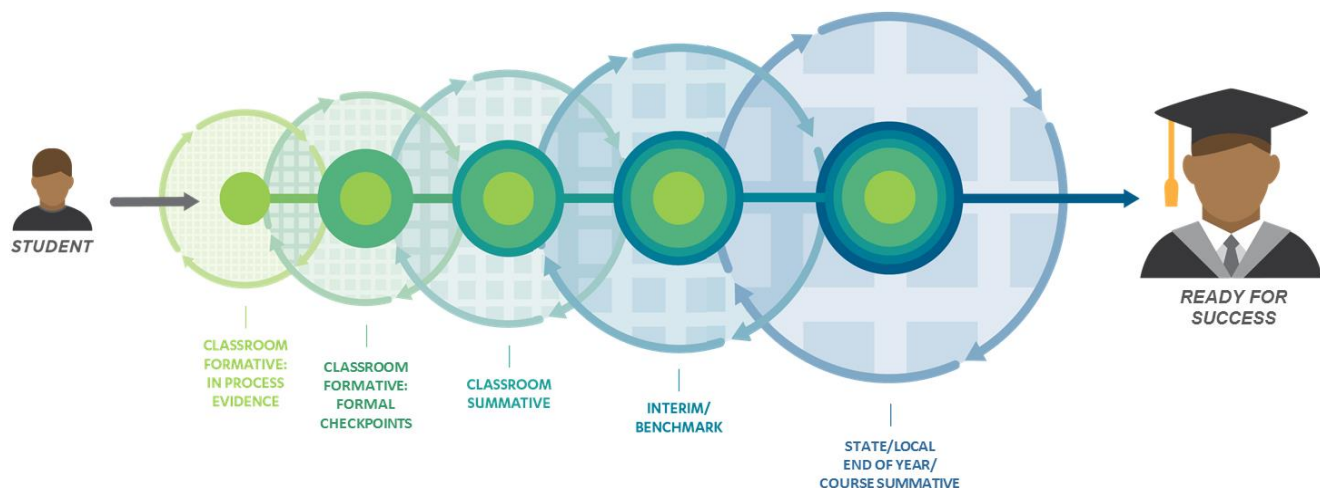 STUDENT
CLASSROOM
FORMATIVE:
IN PROCESS
EVIDENCE
CLASSROOM
FORMATIVE:
FORMAL
CHECKPOINTS
CLASSROOM
SUMMATIVE
INTERIM/
BENCHMARK
STATE/LOCAL
END OF YEAR/
COURSE SUMMATIVE
READY FOR
SUCCESS